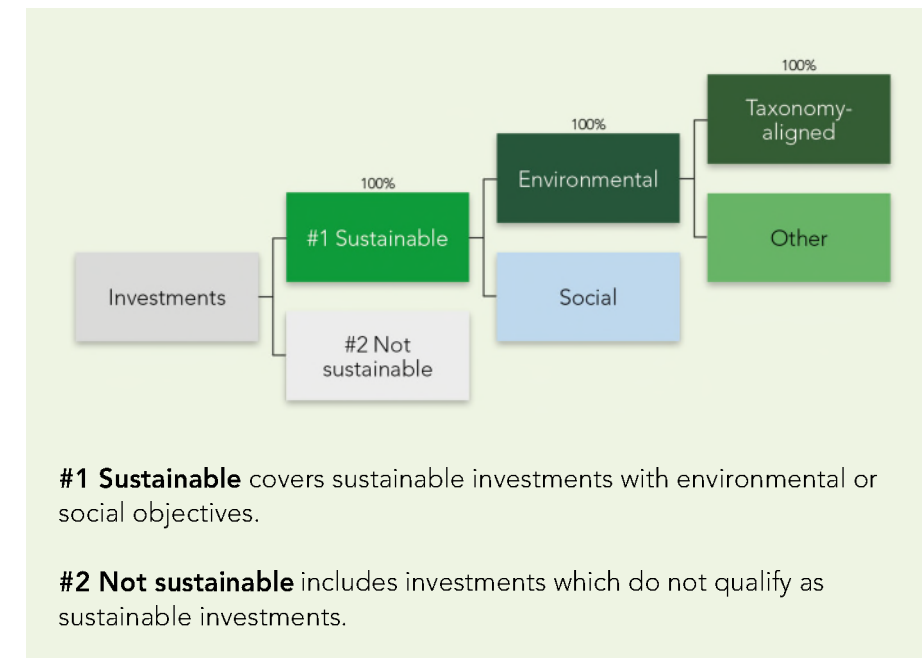 100%
Taxonomy-
aligned
100%
Environmental
100%
#1 Sustainable
Other
Investments
Social
#2 Not
sustainable
#1 Sustainable covers sustainable investments with environmental or
social objectives.
#2 Not sustainable includes investments which do not qualify as
sustainable investments.